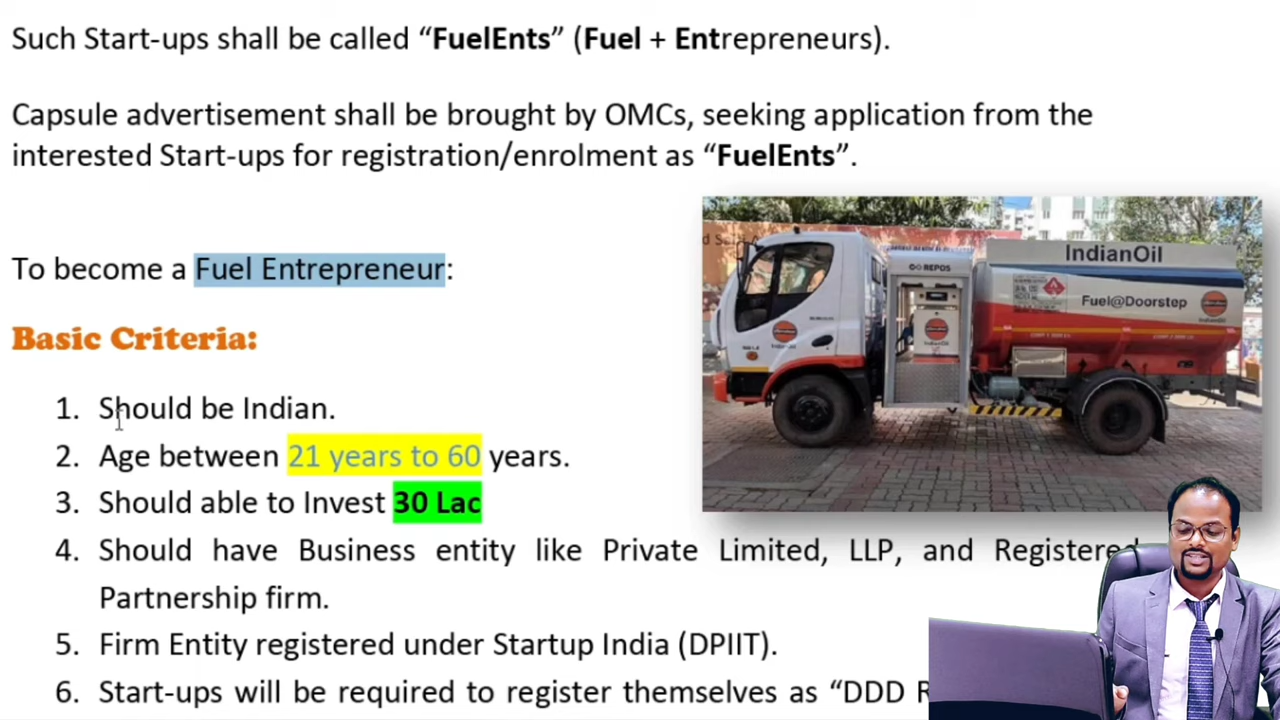 Such Start-ups shall be called “FuelEnts” (Fuel + Entrepreneurs).
Capsule advertisement shall be brought by OMCs, seeking application from the
interested Start-ups for registration/enrolment as “FuelEnts”.
To become a Fuel Entrepreneur:
Basic Criteria:
1. Should be Indian.
2. Age between 21 years to 60 years.
3. Should able to Invest 30 Lac
4. Should have Business entity like Private Limited, LLP, and Registered
Partnership firm.
5. Firm Entity registered under Startup India (DPIIT).
6. Start-ups will be required to register themselves as “DDD
REPOS
IndianOil
Fuel@Doorstep